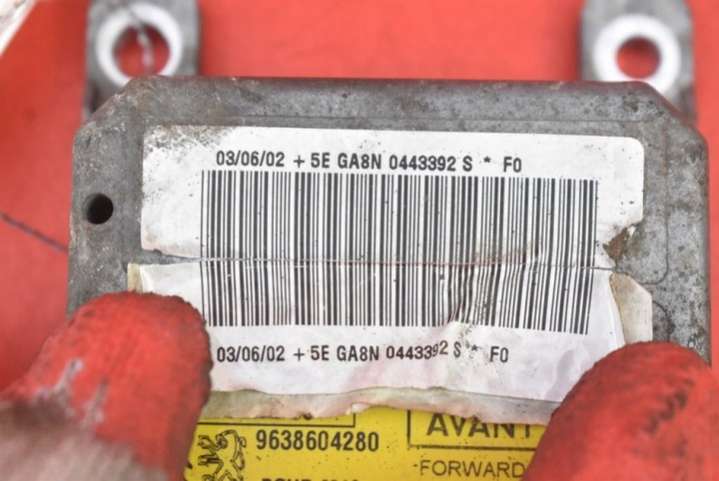 03/06/02 + 5E GA8N 0443392 S * F0
03/06/02 + 5E GA8N 0443392 S * F0
9638604280
AVANT
-FORWARD